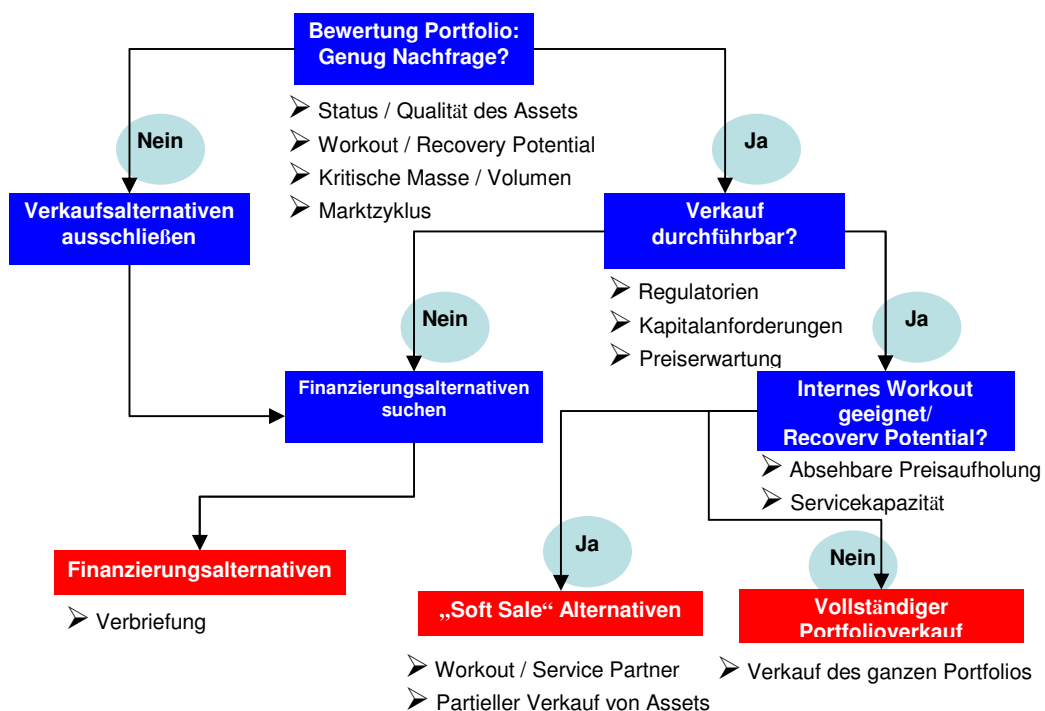 Bewertung Portfolio:
Genug Nachfrage?
➢ Status / Qualität des Assets
➢ Workout / Recovery Potential
➢ Kritische Masse / Volumen
➢ Marktzyklus
Nein
Ja
Verkaufsalternativen
ausschließen
Verkauf
durchführbar?
➢ Regulatorien
➢ Kapitalanforderungen
➢ Preiserwartung
Nein
Ja
Finanzierungsalternativen
suchen
Internes Workout
geeignet/
Recovery Potential?
➢ Absehbare Preisaufholung
➢ Servicekapazität
Ja
Nein
Finanzierungsalternativen
➢ Verbriefung
„Soft Sale“ Alternativen
➢ Workout / Service Partner
➢ Partieller Verkauf von Assets
Vollständiger
Portfolioverkauf
➢ Verkauf des ganzen Portfolios